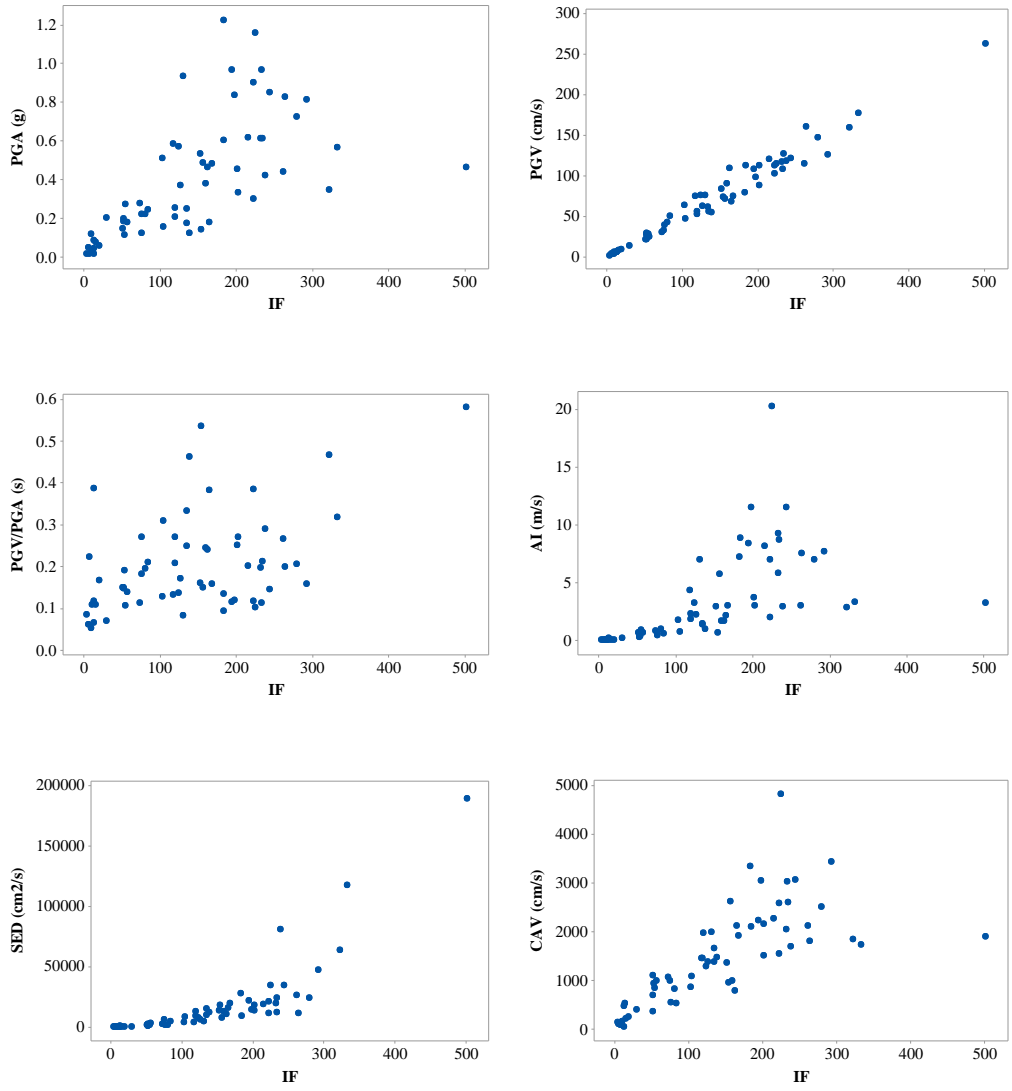 PGA (g)
1.2
1.0
0.8
0.6
0.4
0.2
0.0
0 100 200 300 400 500
IF
PGV (cm/s)
300
250
200
150
100
50
0
0 100 200 300 400 500
IF
PGV/PGA (s)
0.6
0.5
0.4
0.3
0.2
0.1
0.0
0 100 200 300 400 500
IF
AI (m/s)
20
15
10
5
0
0 100 200 300 400 500
IF
SED (cm2/s)
200000
150000
100000
50000
0
0 100 200 300 400 500
IF
CAV (cm/s)
5000
4000
3000
2000
1000
0
0 100 200 300 400 500
IF